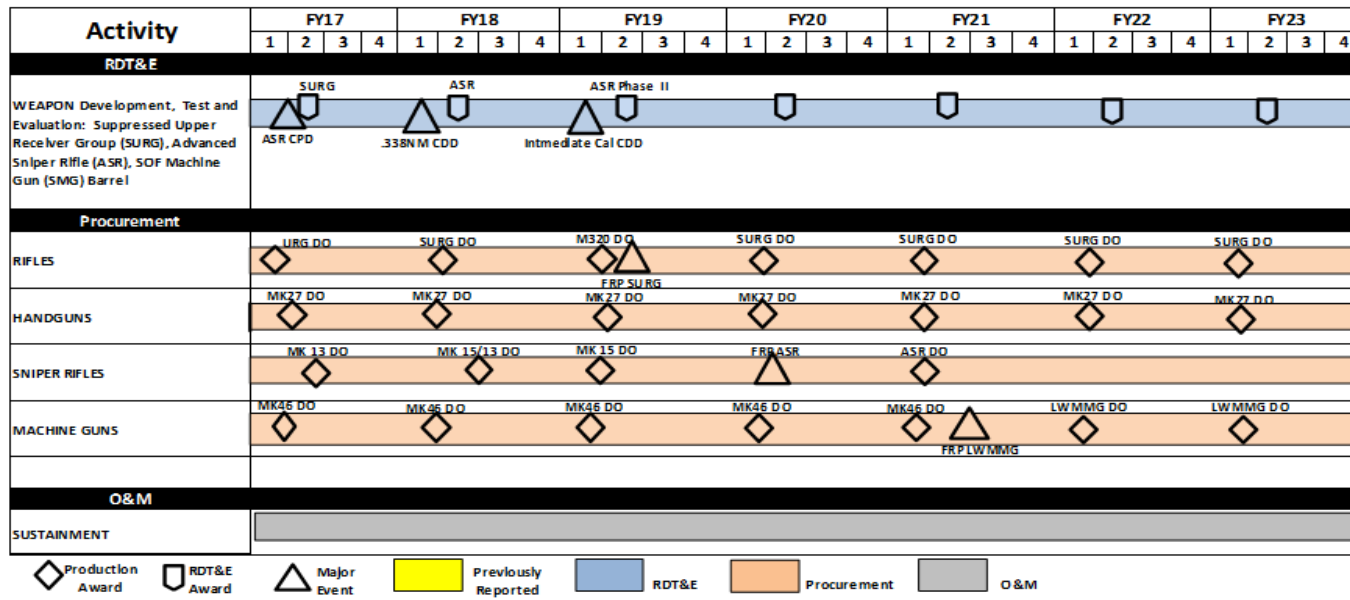 Activity
FY17 FY18 FY19 FY20 FY21 FY22 FY23
1 2 3 4 1 2 3 4 1 2 3 4 1 2 3 4 1 2 3 4 1 2 3 4 1 2 3 4
RDT&E
WEAPON Development, Test and
Evaluation: Suppressed Upper
Receiver Group (SURG), Advanced
Sniper Rifle (ASR), SOF Machine
Gun (SMG) Barrel
SURG ASR ASR Phase II
ASR CPD .338NM CDD Intmediate Cal CDD
Procurement
RIFLES
URG DO SURG DO M320 DO SURG DO SURG DO SURG DO SURG DO
FRP SURG
HANDGUNS
MK27 DO MK27 DO MK27 DO MK27 DO MK27 DO MK27 DO MK27 DO
SNIPER RIFLES
MK 13 DO MK 15/13 DO MK 15 DO FRP ASR ASR DO
MACHINE GUNS
MK46 DO MK46 DO MK46 DO MK46 DO MK46 DO LW MMG DO LW MMG DO
FRP LW MMG
O&M
SUSTAINMENT
Production
Award
RDT&E
Award
Major
Event
Previously
Reported
RDT&E
Procurement
O&M